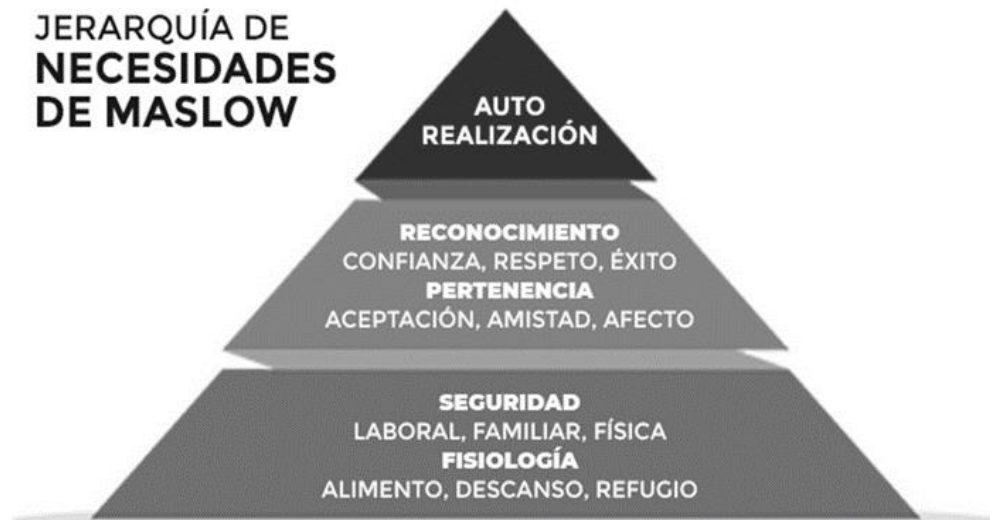 JERARQUÍA DE
NECESIDADES
DE MASLOW
AUTO
REALIZACIÓN
RECONOCIMIENTO
CONFIANZA, RESPETO, ÉXITO
PERTENENCIA
ACEPTACIÓN, AMISTAD, AFECTO
SEGURIDAD
LABORAL, FAMILIAR, FÍSICA
FISIOLOGÍA
ALIMENTO, DESCANSO, REFUGIO